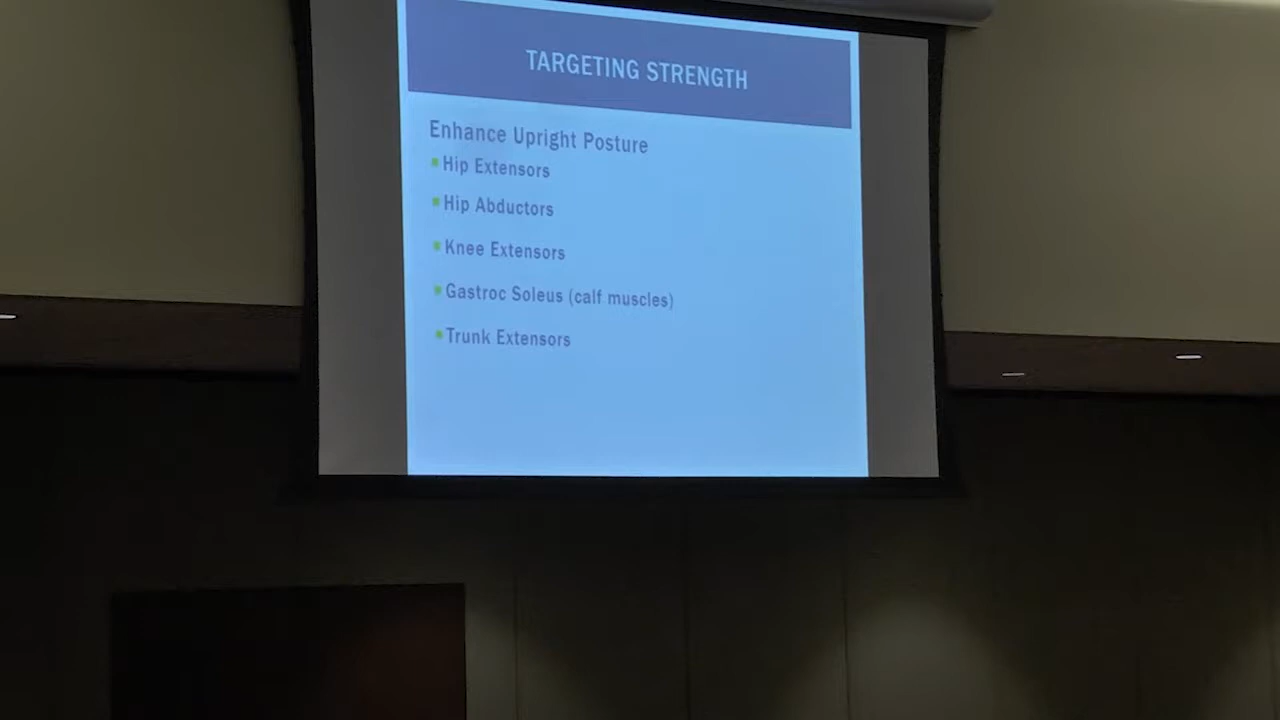 TARGETING STRENGTH
Enhance Upright Posture
Hip Extensors
Hip Abductors
Knee Extensors
Gastroc Soleus (calf muscles)
Trunk Extensors